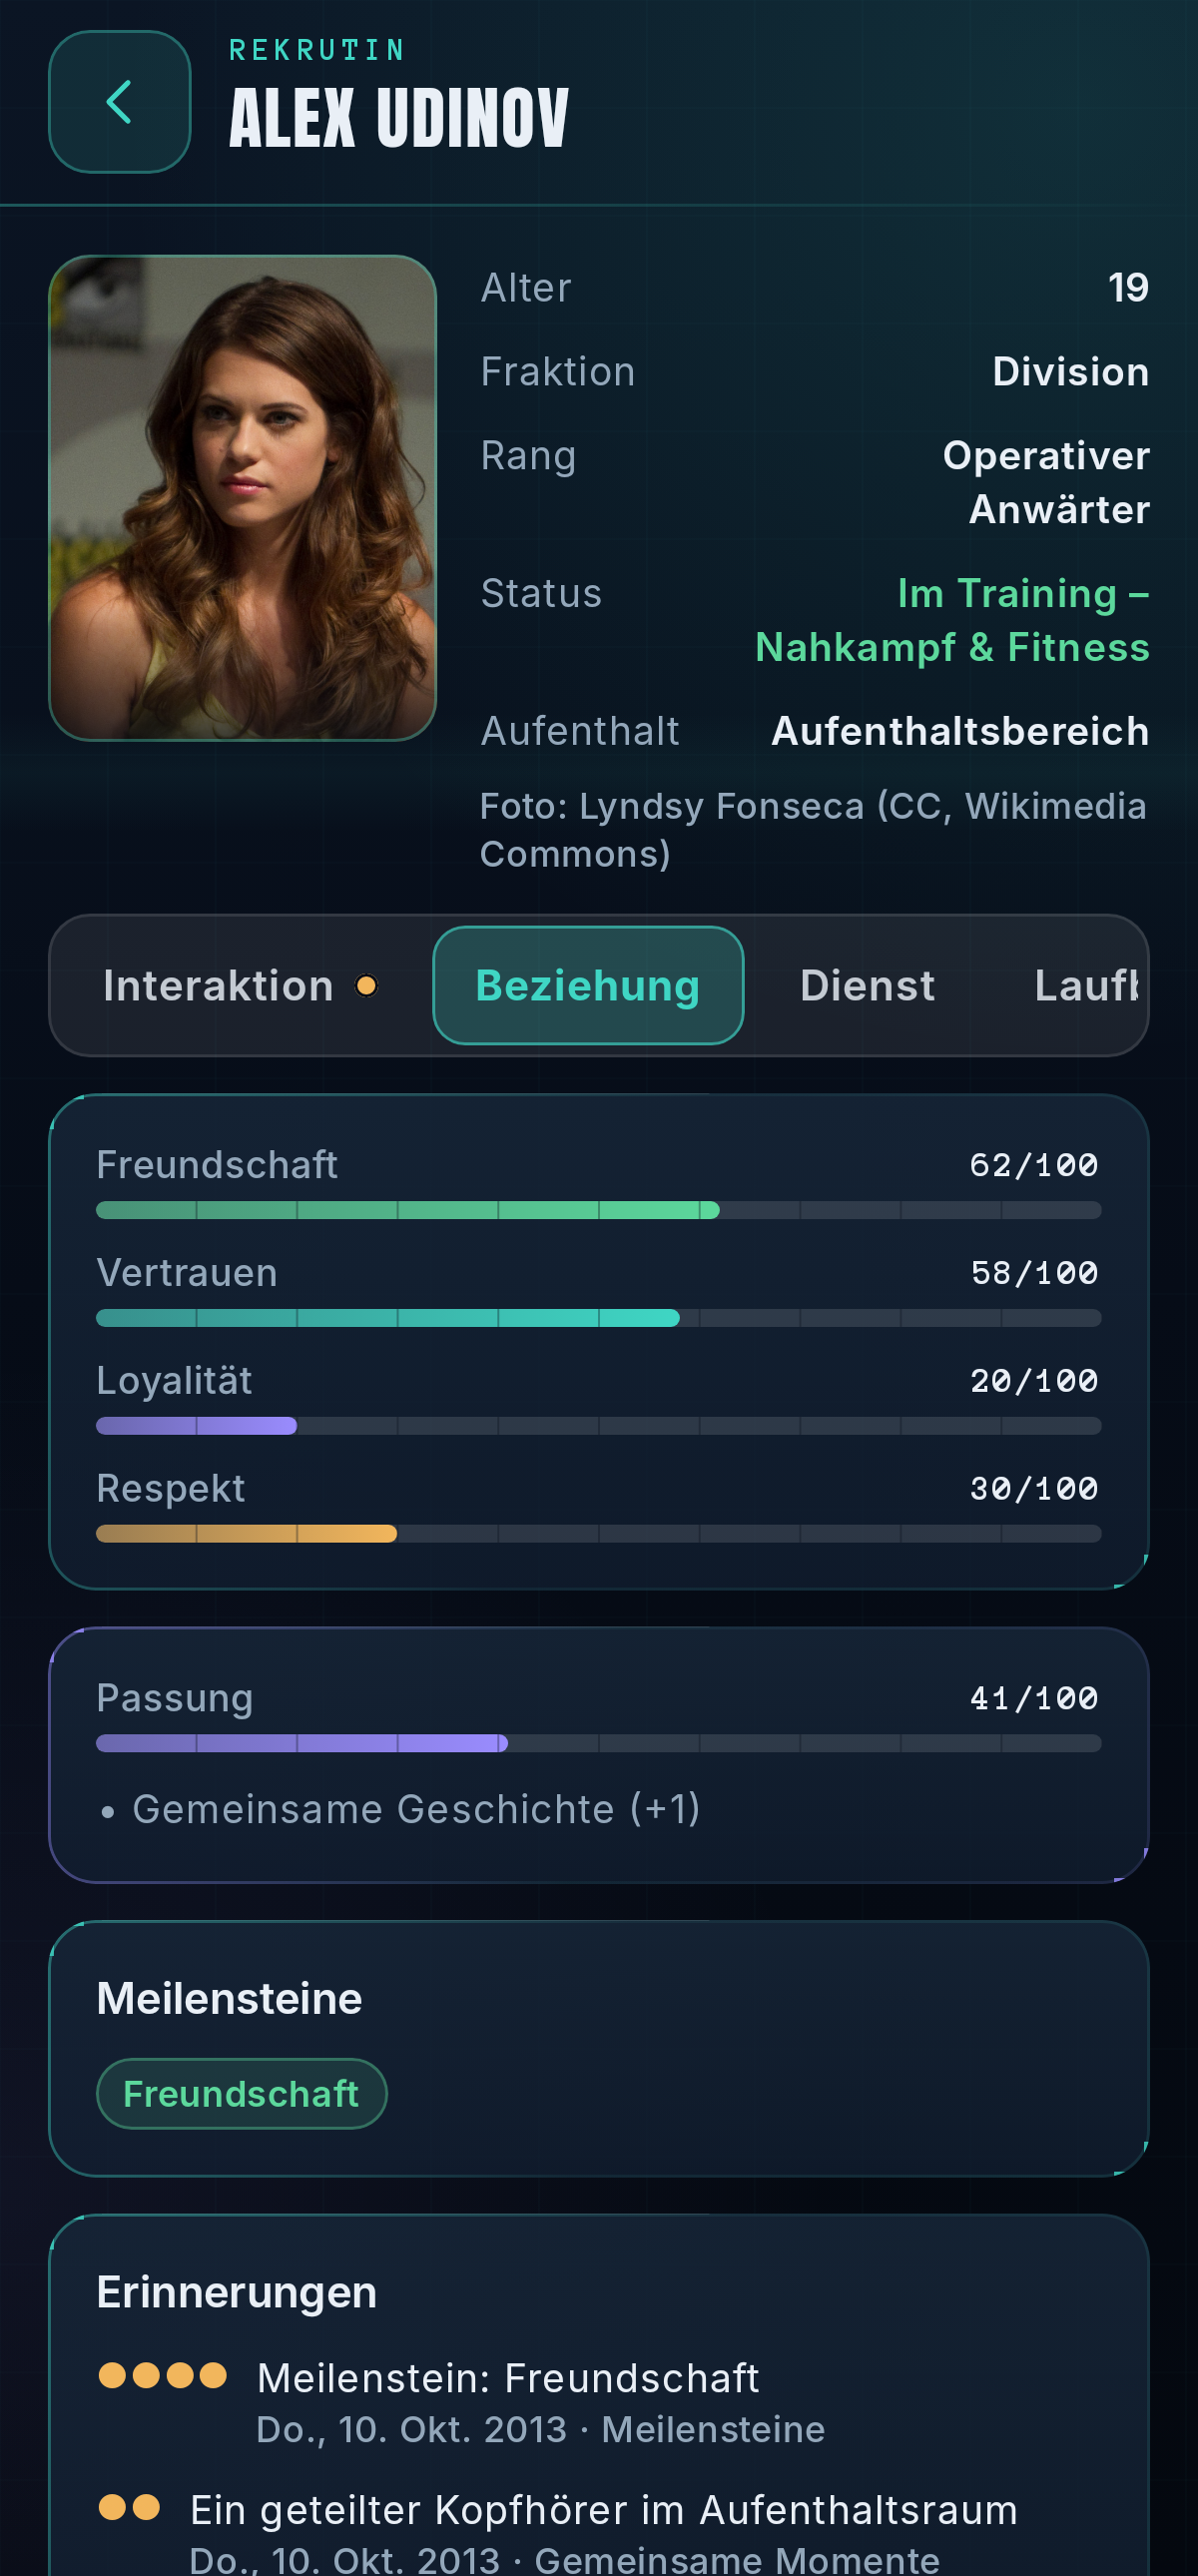 REKRUTIN
ALEX UDINOV
Alter 19
Fraktion Division
Rang Operativer
Anwärter
Status Im Training –
Nahkampf & Fitness
Aufenthalt Aufenthaltsbereich
Foto: Lyndsy Fonseca (CC, Wikimedia
Commons)
Interaktion Beziehung Dienst
Freundschaft 62/100
Vertrauen 58/100
Loyalität 20/100
Respekt 30/100
Passung 41/100
• Gemeinsame Geschichte (+1)
Meilensteine
Freundschaft
Erinnerungen
Meilenstein: Freundschaft
Do., 10. Okt. 2013 · Meilensteine
Ein geteilter Kopfhörer im Aufenthaltsraum
Do., 10. Okt. 2013 · Gemeinsame Momente